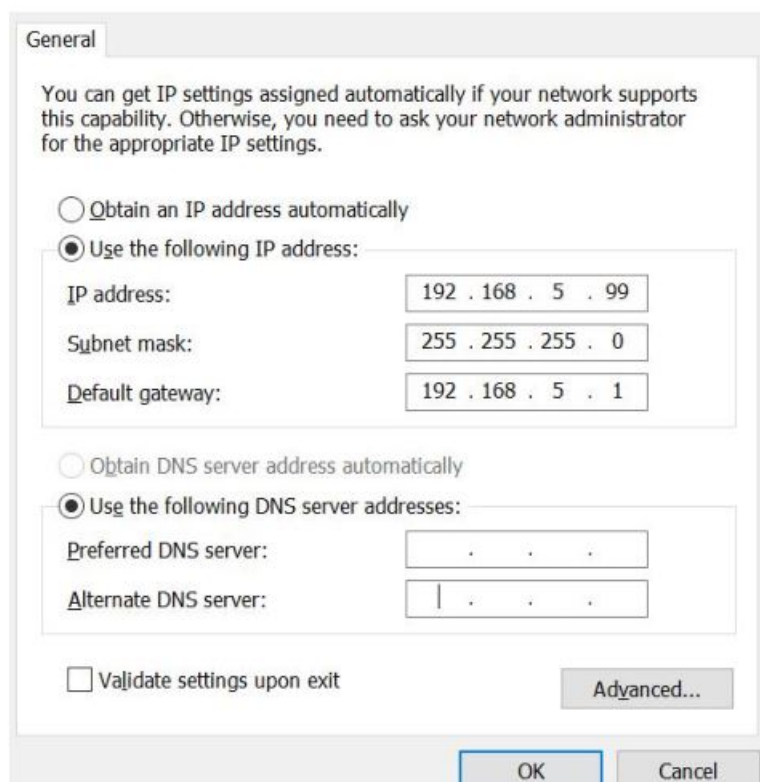 General
You can get IP settings assigned automatically if your network supports
this capability. Otherwise, you need to ask your network administrator
for the appropriate IP settings.
Obtain an IP address automatically
Use the following IP address:
IP address: 192 . 168 . 5 . 99
Subnet mask: 255 . 255 . 255 . 0
Default gateway: 192 . 168 . 5 . 1
Obtain DNS server address automatically
Use the following DNS server addresses:
Preferred DNS server: . . .
Alternate DNS server: . . .
Validate settings upon exit
Advanced...
OK Cancel